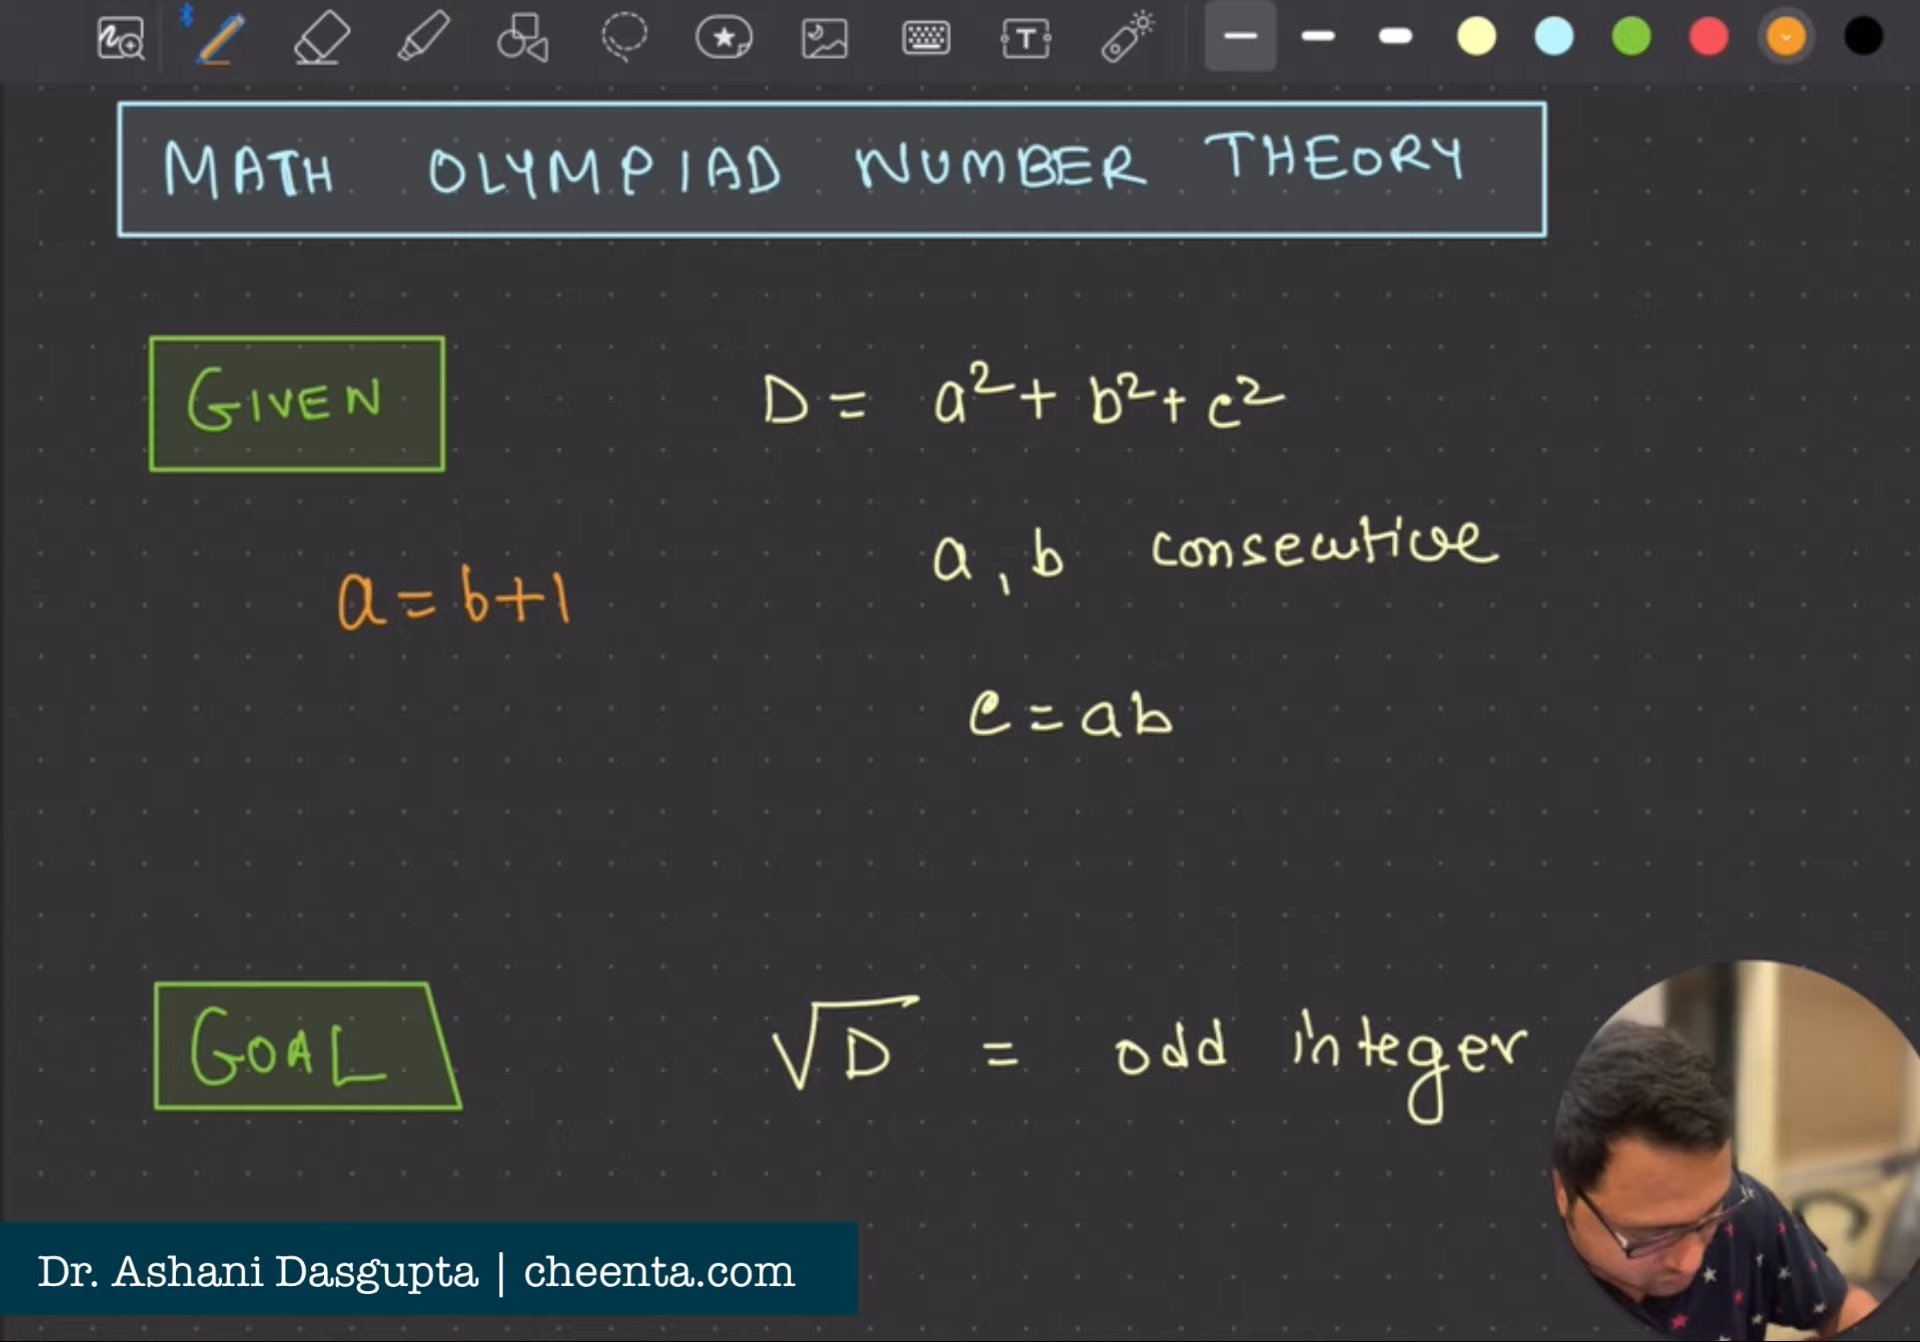 MATH OLYMPIAD NUMBER THEORY
GIVEN
D = a² + b² + c²
a, b consecutive
a = b+1
c = ab
GOAL
√D = odd integer
Dr. Ashani Dasgupta | cheenta.com